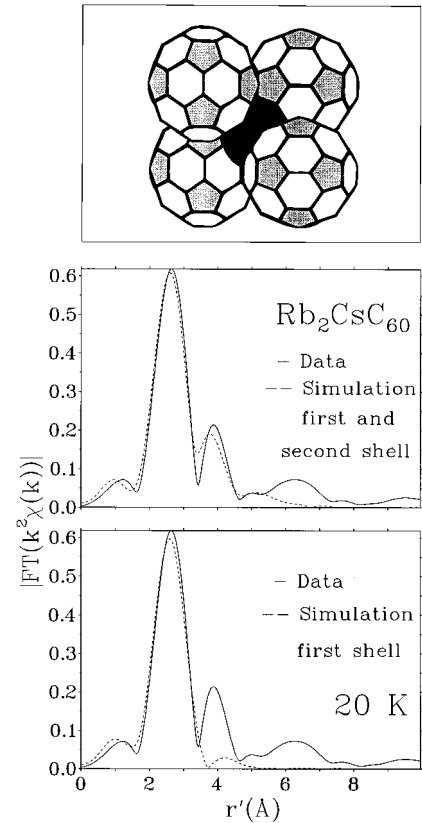 0.6
0.5
0.4
0.3
0.2
0.1
0.0
Rb₂CsC₆₀
— Data
-- Simulation
first and
second shell
|FT(k²χ(k))|
0.6
0.5
0.4
0.3
0.2
0.1
0.0
— Data
-- Simulation
first shell
20 K
0 2 4 6 8
r'(Å)